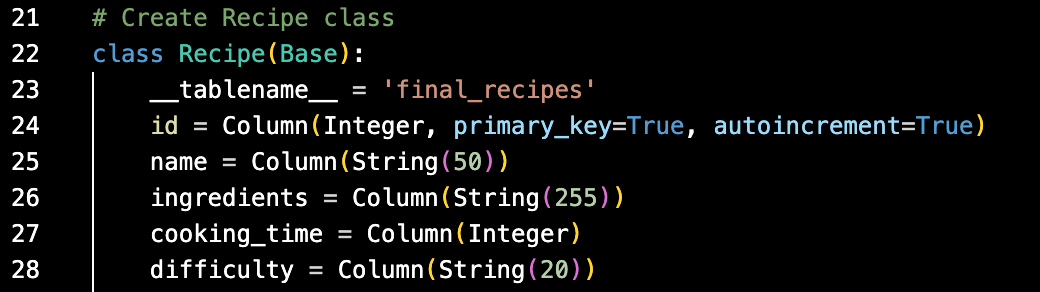 21 # Create Recipe class
22 class Recipe(Base):
23 __tablename__ = 'final_recipes'
24 id = Column(Integer, primary_key=True, autoincrement=True)
25 name = Column(String(50))
26 ingredients = Column(String(255))
27 cooking_time = Column(Integer)
28 difficulty = Column(String(20))